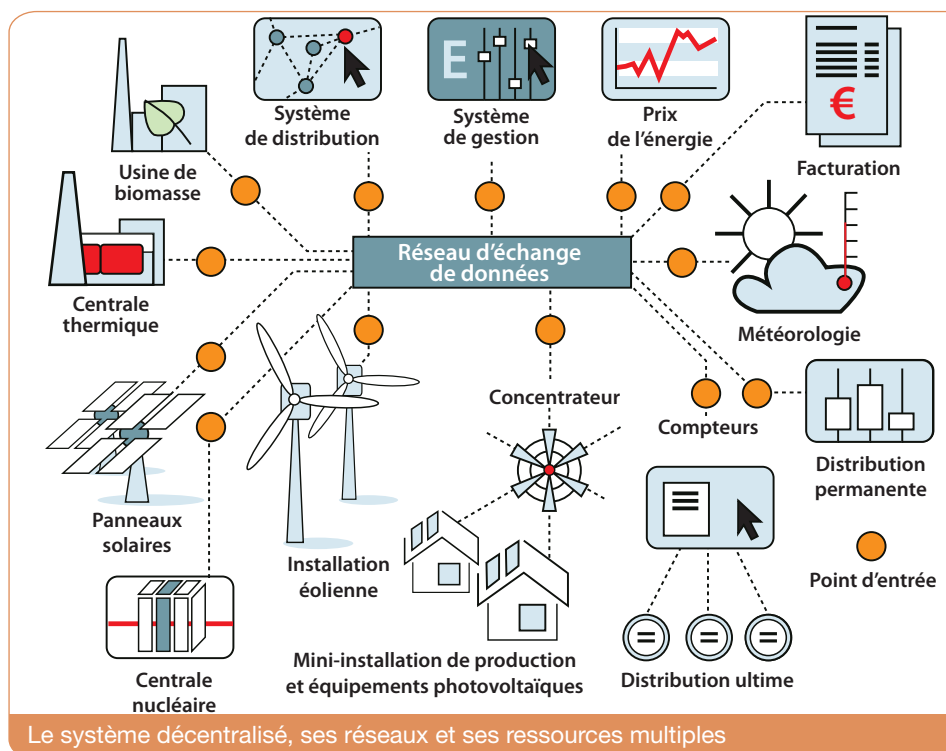 E
€
Système
de distribution
Système
de gestion
Prix
de l'énergie
Facturation
Usine de
biomasse
Réseau d'échange
de données
Centrale
thermique
Météorologie
Concentrateur
Compteurs
Distribution
permanente
Panneaux
solaires
Installation
éolienne
Point d'entrée
Mini-installation de production
et équipements photovoltaïques
Distribution ultime
Centrale
nucléaire
Le système décentralisé, ses réseaux et ses ressources multiples